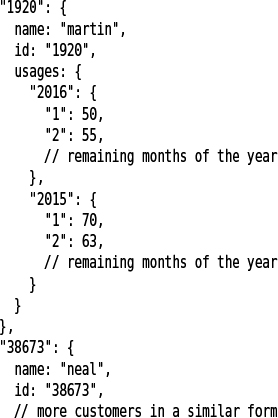 "1920": {
  name: "martin",
  id: "1920",
  usages: {
    "2016": {
      "1": 50,
      "2": 55,
      // remaining months of the year
    },
    "2015": {
      "1": 70,
      "2": 63,
      // remaining months of the year
    }
  }
},
"38673": {
  name: "neal",
  id: "38673",
  // more customers in a similar form